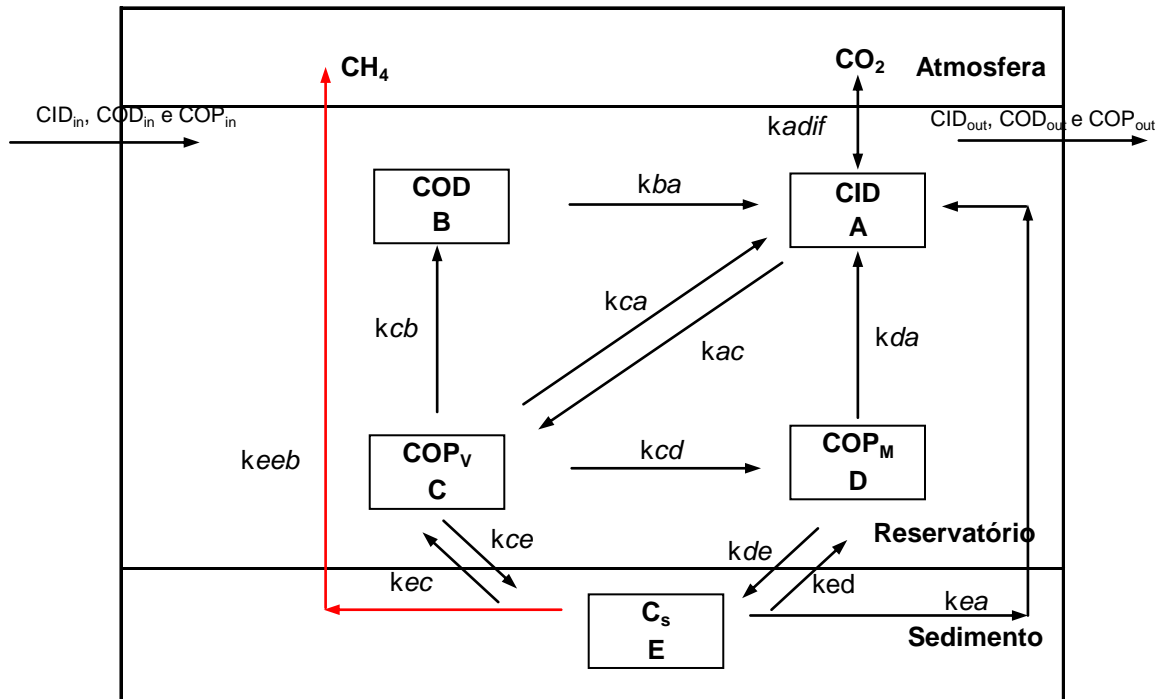 CH₄
CO₂
Atmosfera
CIDin, CODin e COPin
kadif
CIDout, CODout e COPout
COD
B
kba
CID
A
kca
kcb
kac
kda
keeb
COPV
C
kcd
COPM
D
kce
kde
Reservatório
kec
ked
kea
Cs
E
Sedimento